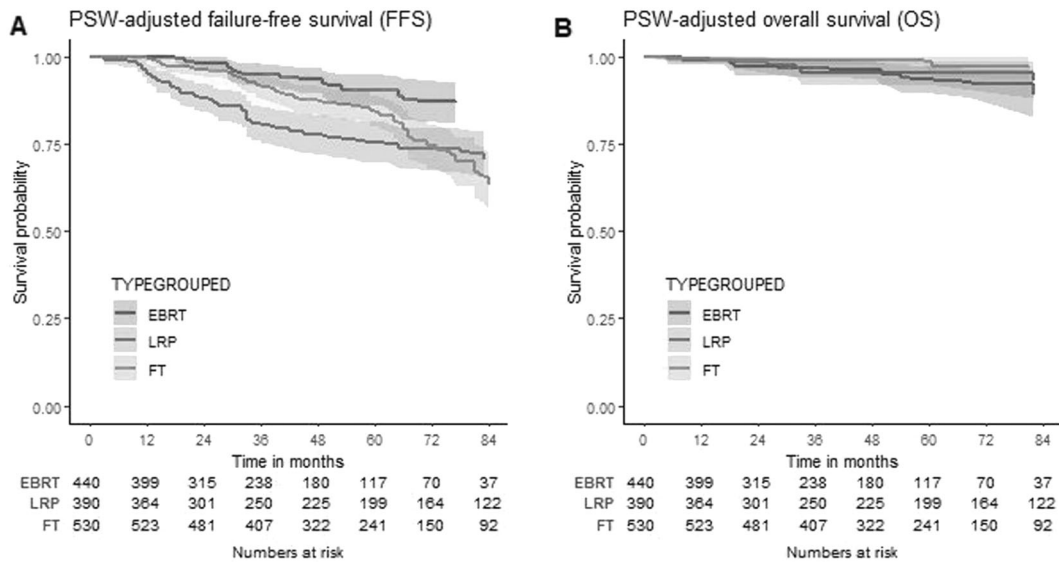 A
PSW-adjusted failure-free survival (FFS)
Survival probability
1.00
0.75
0.50
0.25
0.00
TYPEGROUPED
EBRT
LRP
FT
0 12 24 36 48 60 72 84
Time in months
EBRT 440 399 315 238 180 117 70 37
LRP 390 364 301 250 225 199 164 122
FT 530 523 481 407 322 241 150 92
Numbers at risk
B
PSW-adjusted overall survival (OS)
Survival probability
1.00
0.75
0.50
0.25
0.00
TYPEGROUPED
EBRT
LRP
FT
0 12 24 36 48 60 72 84
Time in months
EBRT 440 399 315 238 180 117 70 37
LRP 390 364 301 250 225 199 164 122
FT 530 523 481 407 322 241 150 92
Numbers at risk